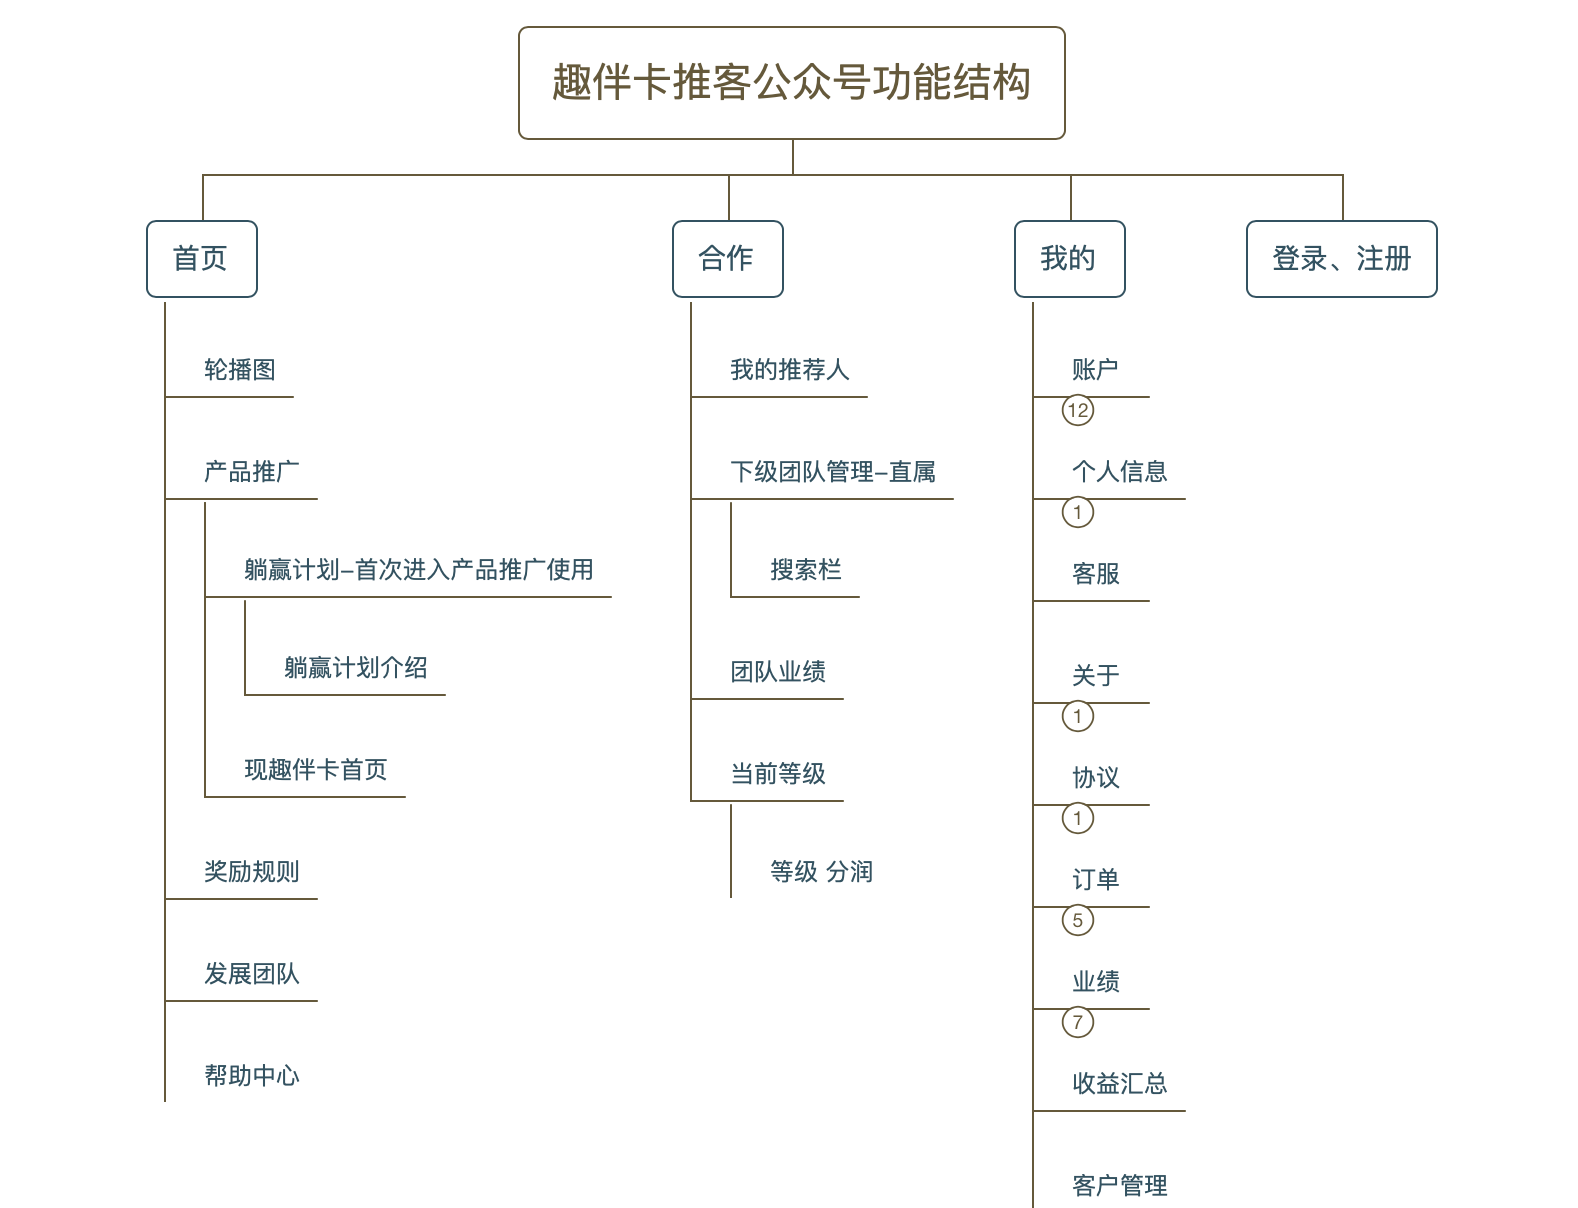 趣伴卡推客公众号功能结构
首页
轮播图
产品推广
躺赢计划–首次进入产品推广使用
躺赢计划介绍
现趣伴卡首页
奖励规则
发展团队
帮助中心
合作
我的推荐人
下级团队管理–直属
搜索栏
团队业绩
当前等级
等级 分润
我的
账户
12
个人信息
1
客服
关于
1
协议
1
订单
5
业绩
7
收益汇总
客户管理
登录、注册